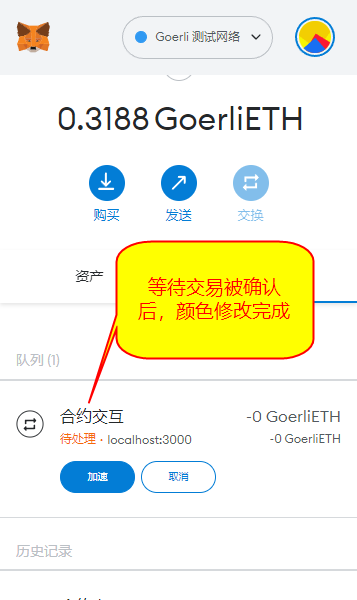 Goerli 测试网络
0.3188 GoerliETH
购买
发送
交换
资产
等待交易被确认
后，颜色修改完成
队列 (1)
合约交互
-0 GoerliETH
待处理 · localhost:3000
-0 GoerliETH
加速
取消
历史记录